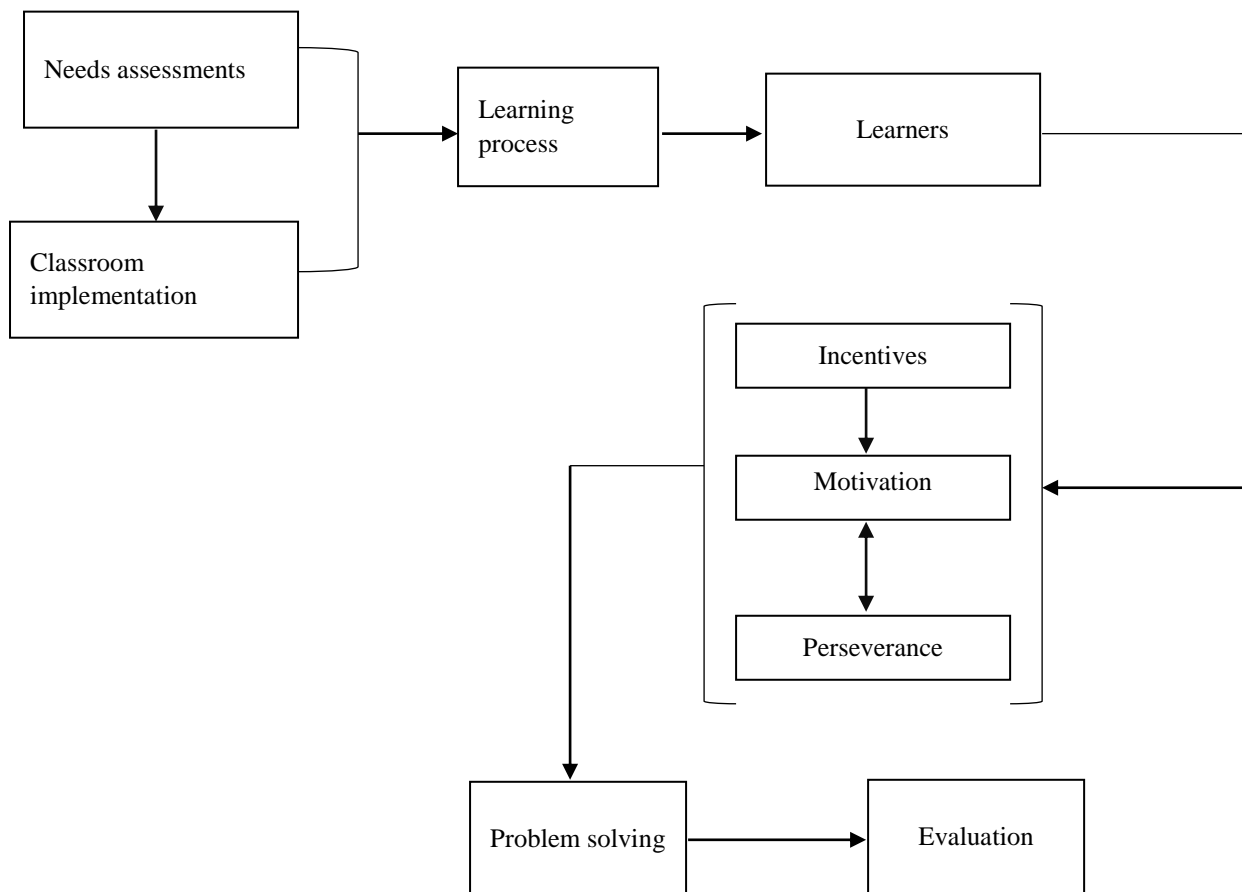 Needs assessments
Learning
process
Learners
Classroom
implementation
Incentives
Motivation
Perseverance
Problem solving
Evaluation